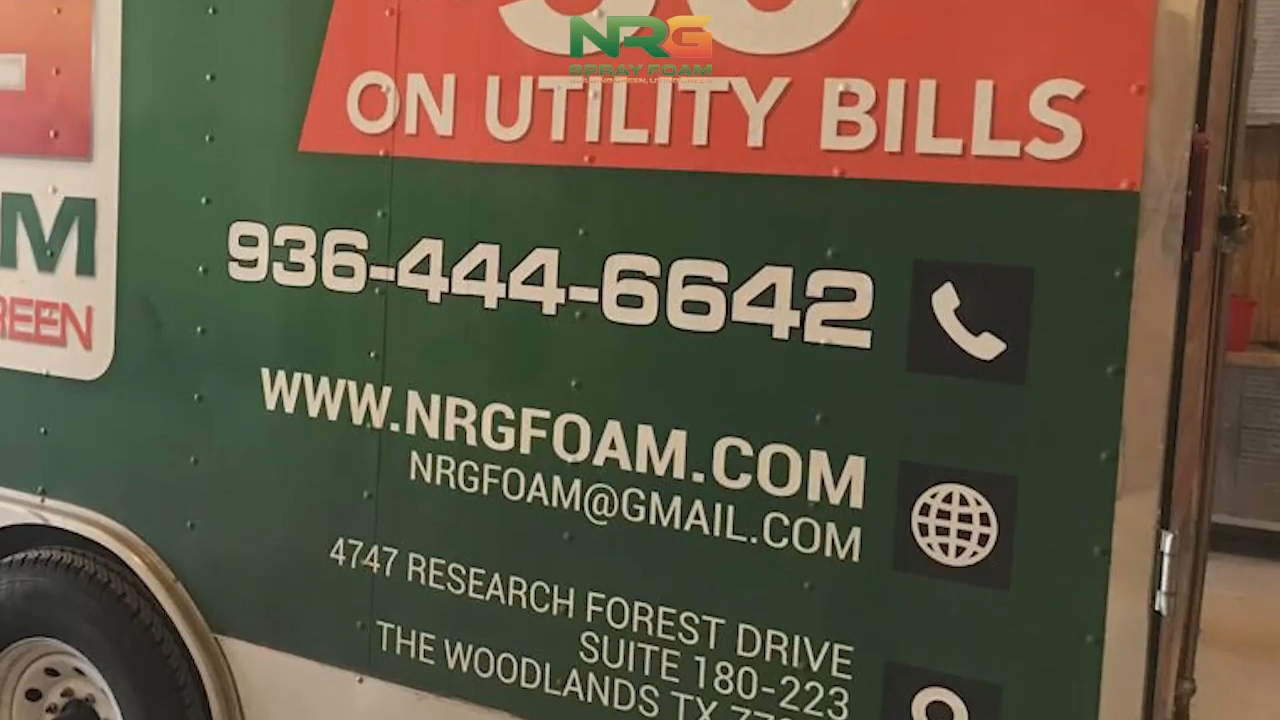 NRG
SPRAY FOAM
ON UTILITY BILLS
M
REEN
936-444-6642
WWW.NRGFOAM.COM
NRGFOAM@GMAIL.COM
4747 RESEARCH FOREST DRIVE
SUITE 180-223
THE WOODLANDS TX